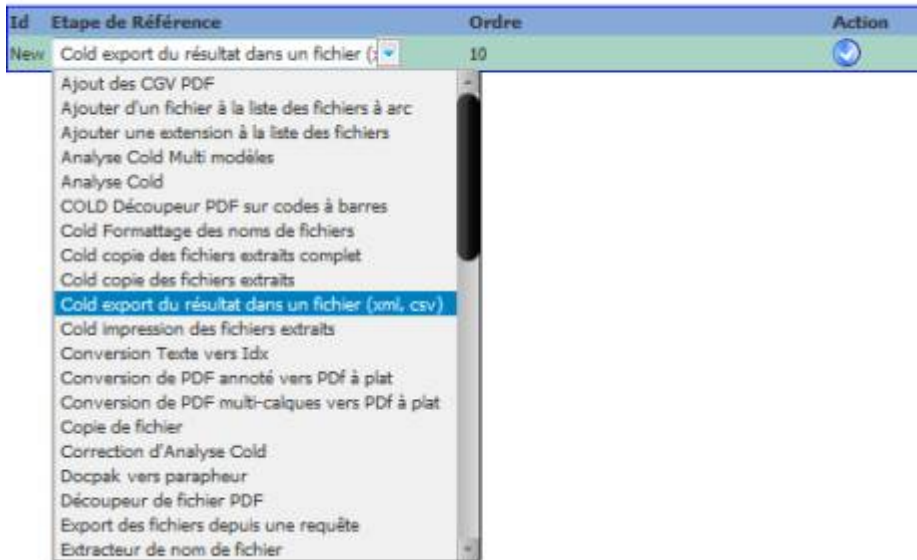 Id Etape de Référence Ordre Action
New Cold export du résultat dans un fichier (x 10
Ajout des CGV PDF
Ajouter d'un fichier à la liste des fichiers à arc
Ajouter une extension à la liste des fichiers
Analyse Cold Multi modèles
Analyse Cold
COLD Découpeur PDF sur codes à barres
Cold Formattage des noms de fichiers
Cold copie des fichiers extraits complet
Cold copie des fichiers extraits
Cold export du résultat dans un fichier (xml, csv)
Cold impression des fichiers extraits
Conversion Texte vers Idx
Conversion de PDF annoté vers PDf à plat
Conversion de PDF multi-calques vers PDf à plat
Copie de fichier
Correction d'Analyse Cold
Docpak vers parapheur
Découpeur de fichier PDF
Export des fichiers depuis une requête
Extracteur de nom de fichier